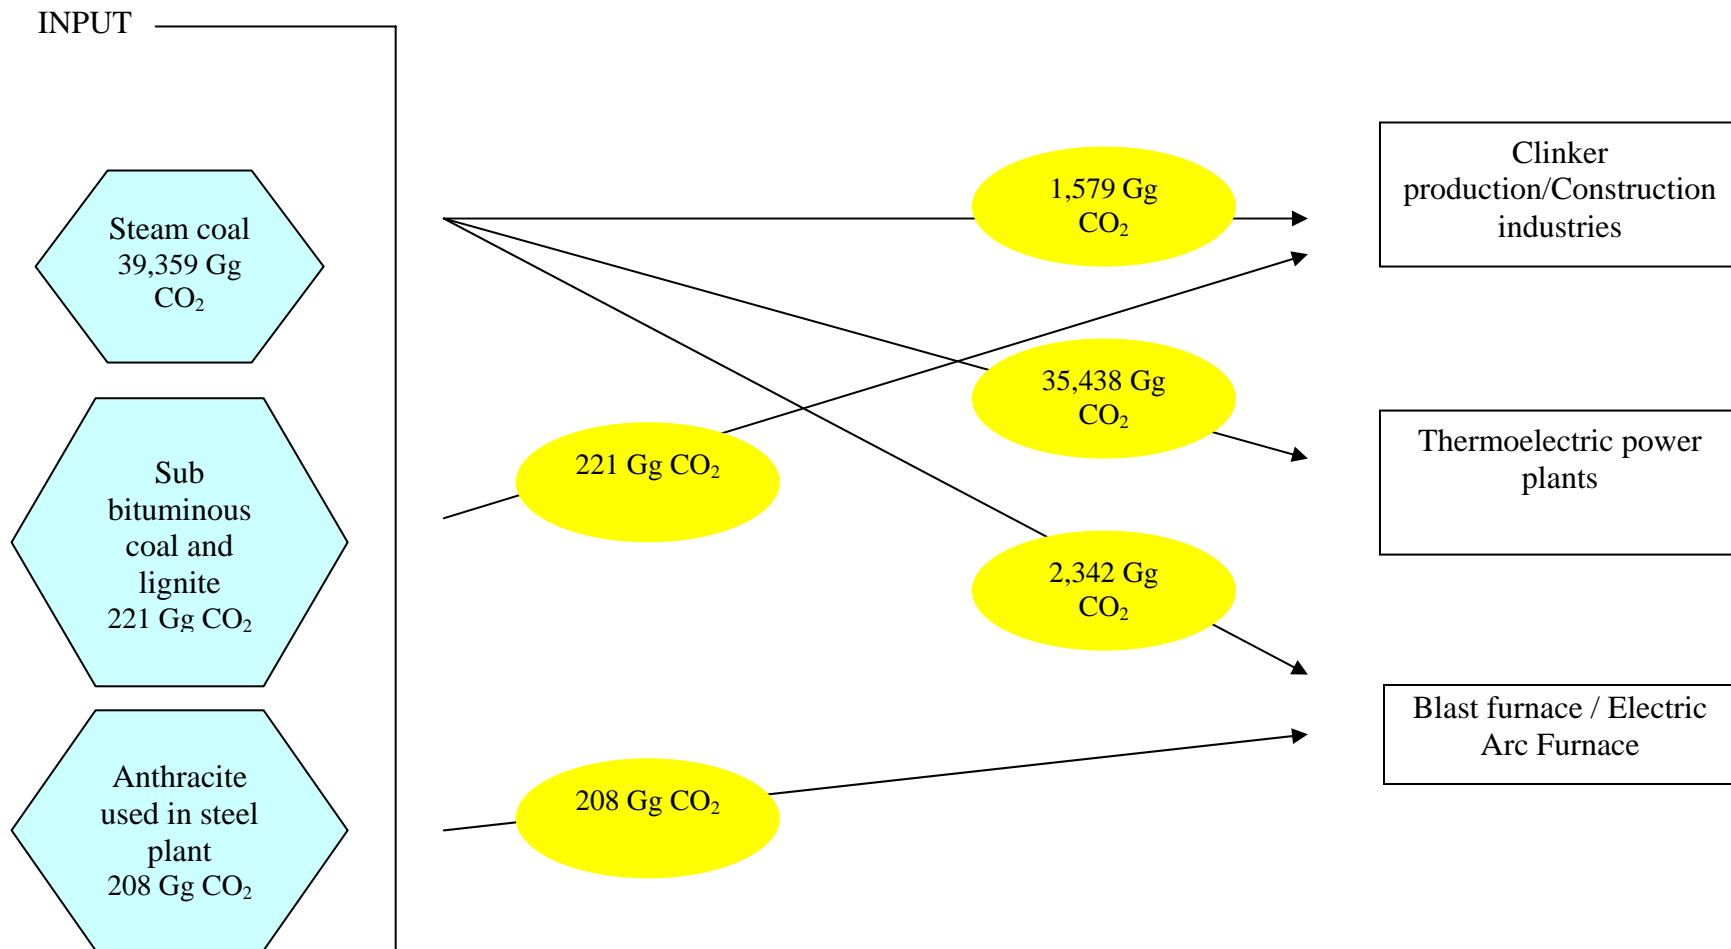 INPUT
Steam coal
39,359 Gg
CO₂
Sub
bituminous
coal and
lignite
221 Gg CO₂
Anthracite
used in steel
plant
208 Gg CO₂
1,579 Gg
CO₂
35,438 Gg
CO₂
221 Gg CO₂
2,342 Gg
CO₂
208 Gg CO₂
Clinker
production/Construction
industries
Thermoelectric power
plants
Blast furnace / Electric
Arc Furnace